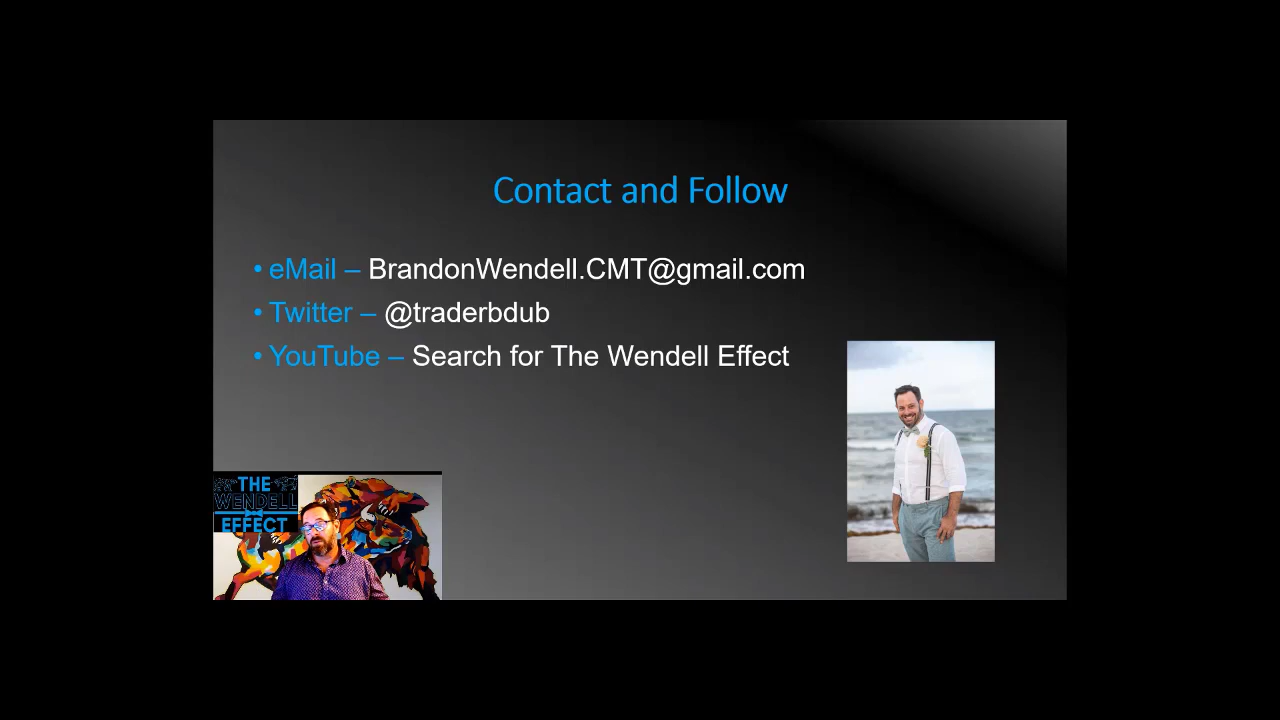 Contact and Follow
• eMail – BrandonWendell.CMT@gmail.com
• Twitter – @traderbdub
• YouTube – Search for The Wendell Effect
THE
WENDELL
EFFECT